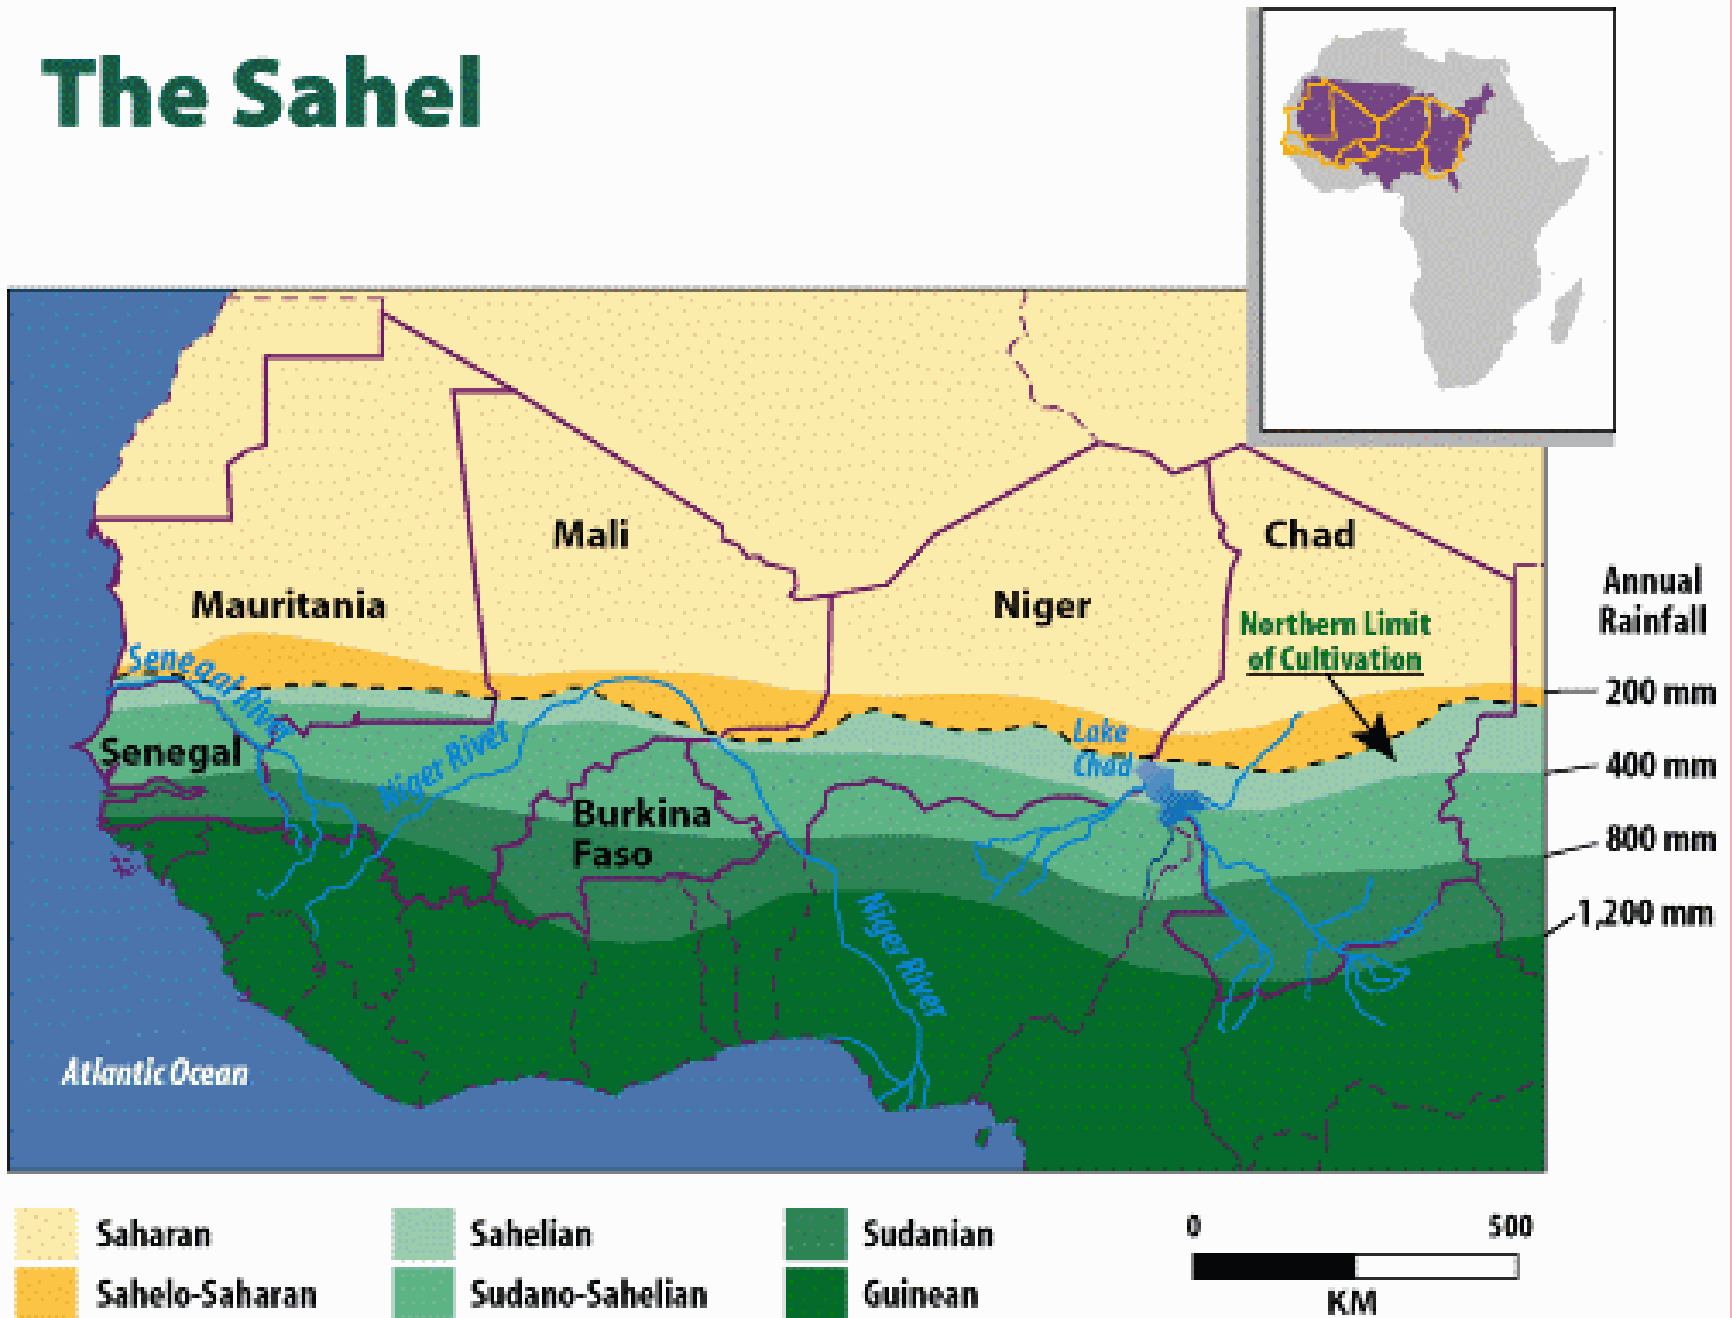 The Sahel
Mali
Chad
Mauritania
Niger
Annual
Rainfall
Northern Limit
of Cultivation
Senegal River
200 mm
Senegal
Niger River
Lake
Chad
400 mm
Burkina
Faso
800 mm
Niger River
1,200 mm
Atlantic Ocean
Saharan
Sahelian
Sudanian
0
500
Sahelo-Saharan
Sudano-Sahelian
Guinean
KM